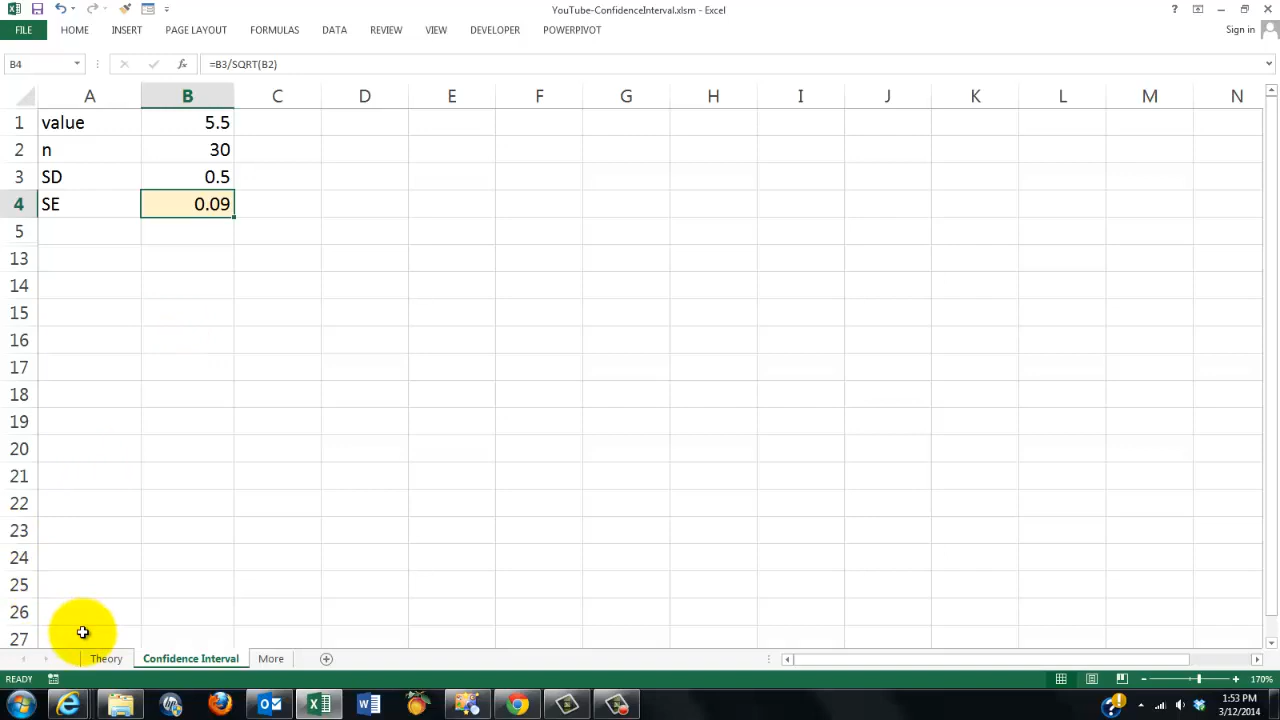 YouTube-ConfidenceInterval.xlsm - Excel
?
FILE HOME INSERT PAGE LAYOUT FORMULAS DATA REVIEW VIEW DEVELOPER POWERPIVOT Sign in
B4 fx =B3/SQRT(B2)
A B C D E F G H I J K L M N
1 value 5.5
2 n 30
3 SD 0.5
4 SE 0.09
5
13
14
15
16
17
18
19
20
21
22
23
24
25
26
27
Theory Confidence Interval More
READY 170%
1:53 PM
3/12/2014